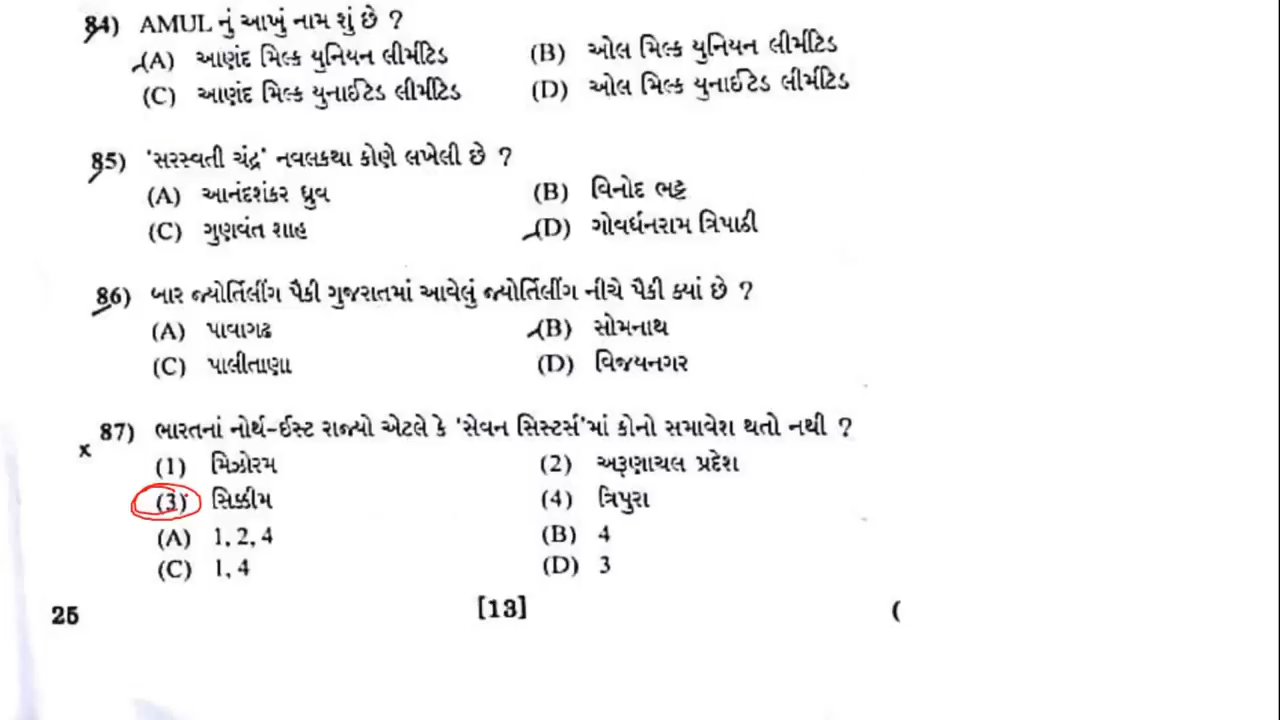 84) AMUL નું આખું નામ શું છે ?
(A) આણંદ મિલ્ક યુનિયન લીમીટેડ (B) ઓલ મિલ્ક યુનિયન લીમીટેડ
(C) આણંદ મિલ્ક યુનાઈટેડ લીમીટેડ (D) ઓલ મિલ્ક યુનાઈટેડ લીમીટેડ
85) 'સરસ્વતી ચંદ્ર' નવલકથા કોણે લખેલી છે ?
(A) આનંદશંકર ધ્રુવ (B) વિનોદ ભટ્ટ
(C) ગુણવંત શાહ (D) ગોવર્ધનરામ ત્રિપાઠી
86) બાર જ્યોર્તિલીંગ પૈકી ગુજરાતમાં આવેલું જ્યોર્તિલીંગ નીચે પૈકી ક્યાં છે ?
(A) પાવાગઢ (B) સોમનાથ
(C) પાલીતાણા (D) વિજયનગર
x 87) ભારતનાં નોર્થ-ઈસ્ટ રાજ્યો એટલે કે 'સેવન સિસ્ટર્સ'માં કોનો સમાવેશ થતો નથી ?
(1) મિઝોરમ (2) અરૂણાચલ પ્રદેશ
(3) સિક્કીમ (4) ત્રિપુરા
(A) 1, 2, 4 (B) 4
(C) 1, 4 (D) 3
25 [13] (